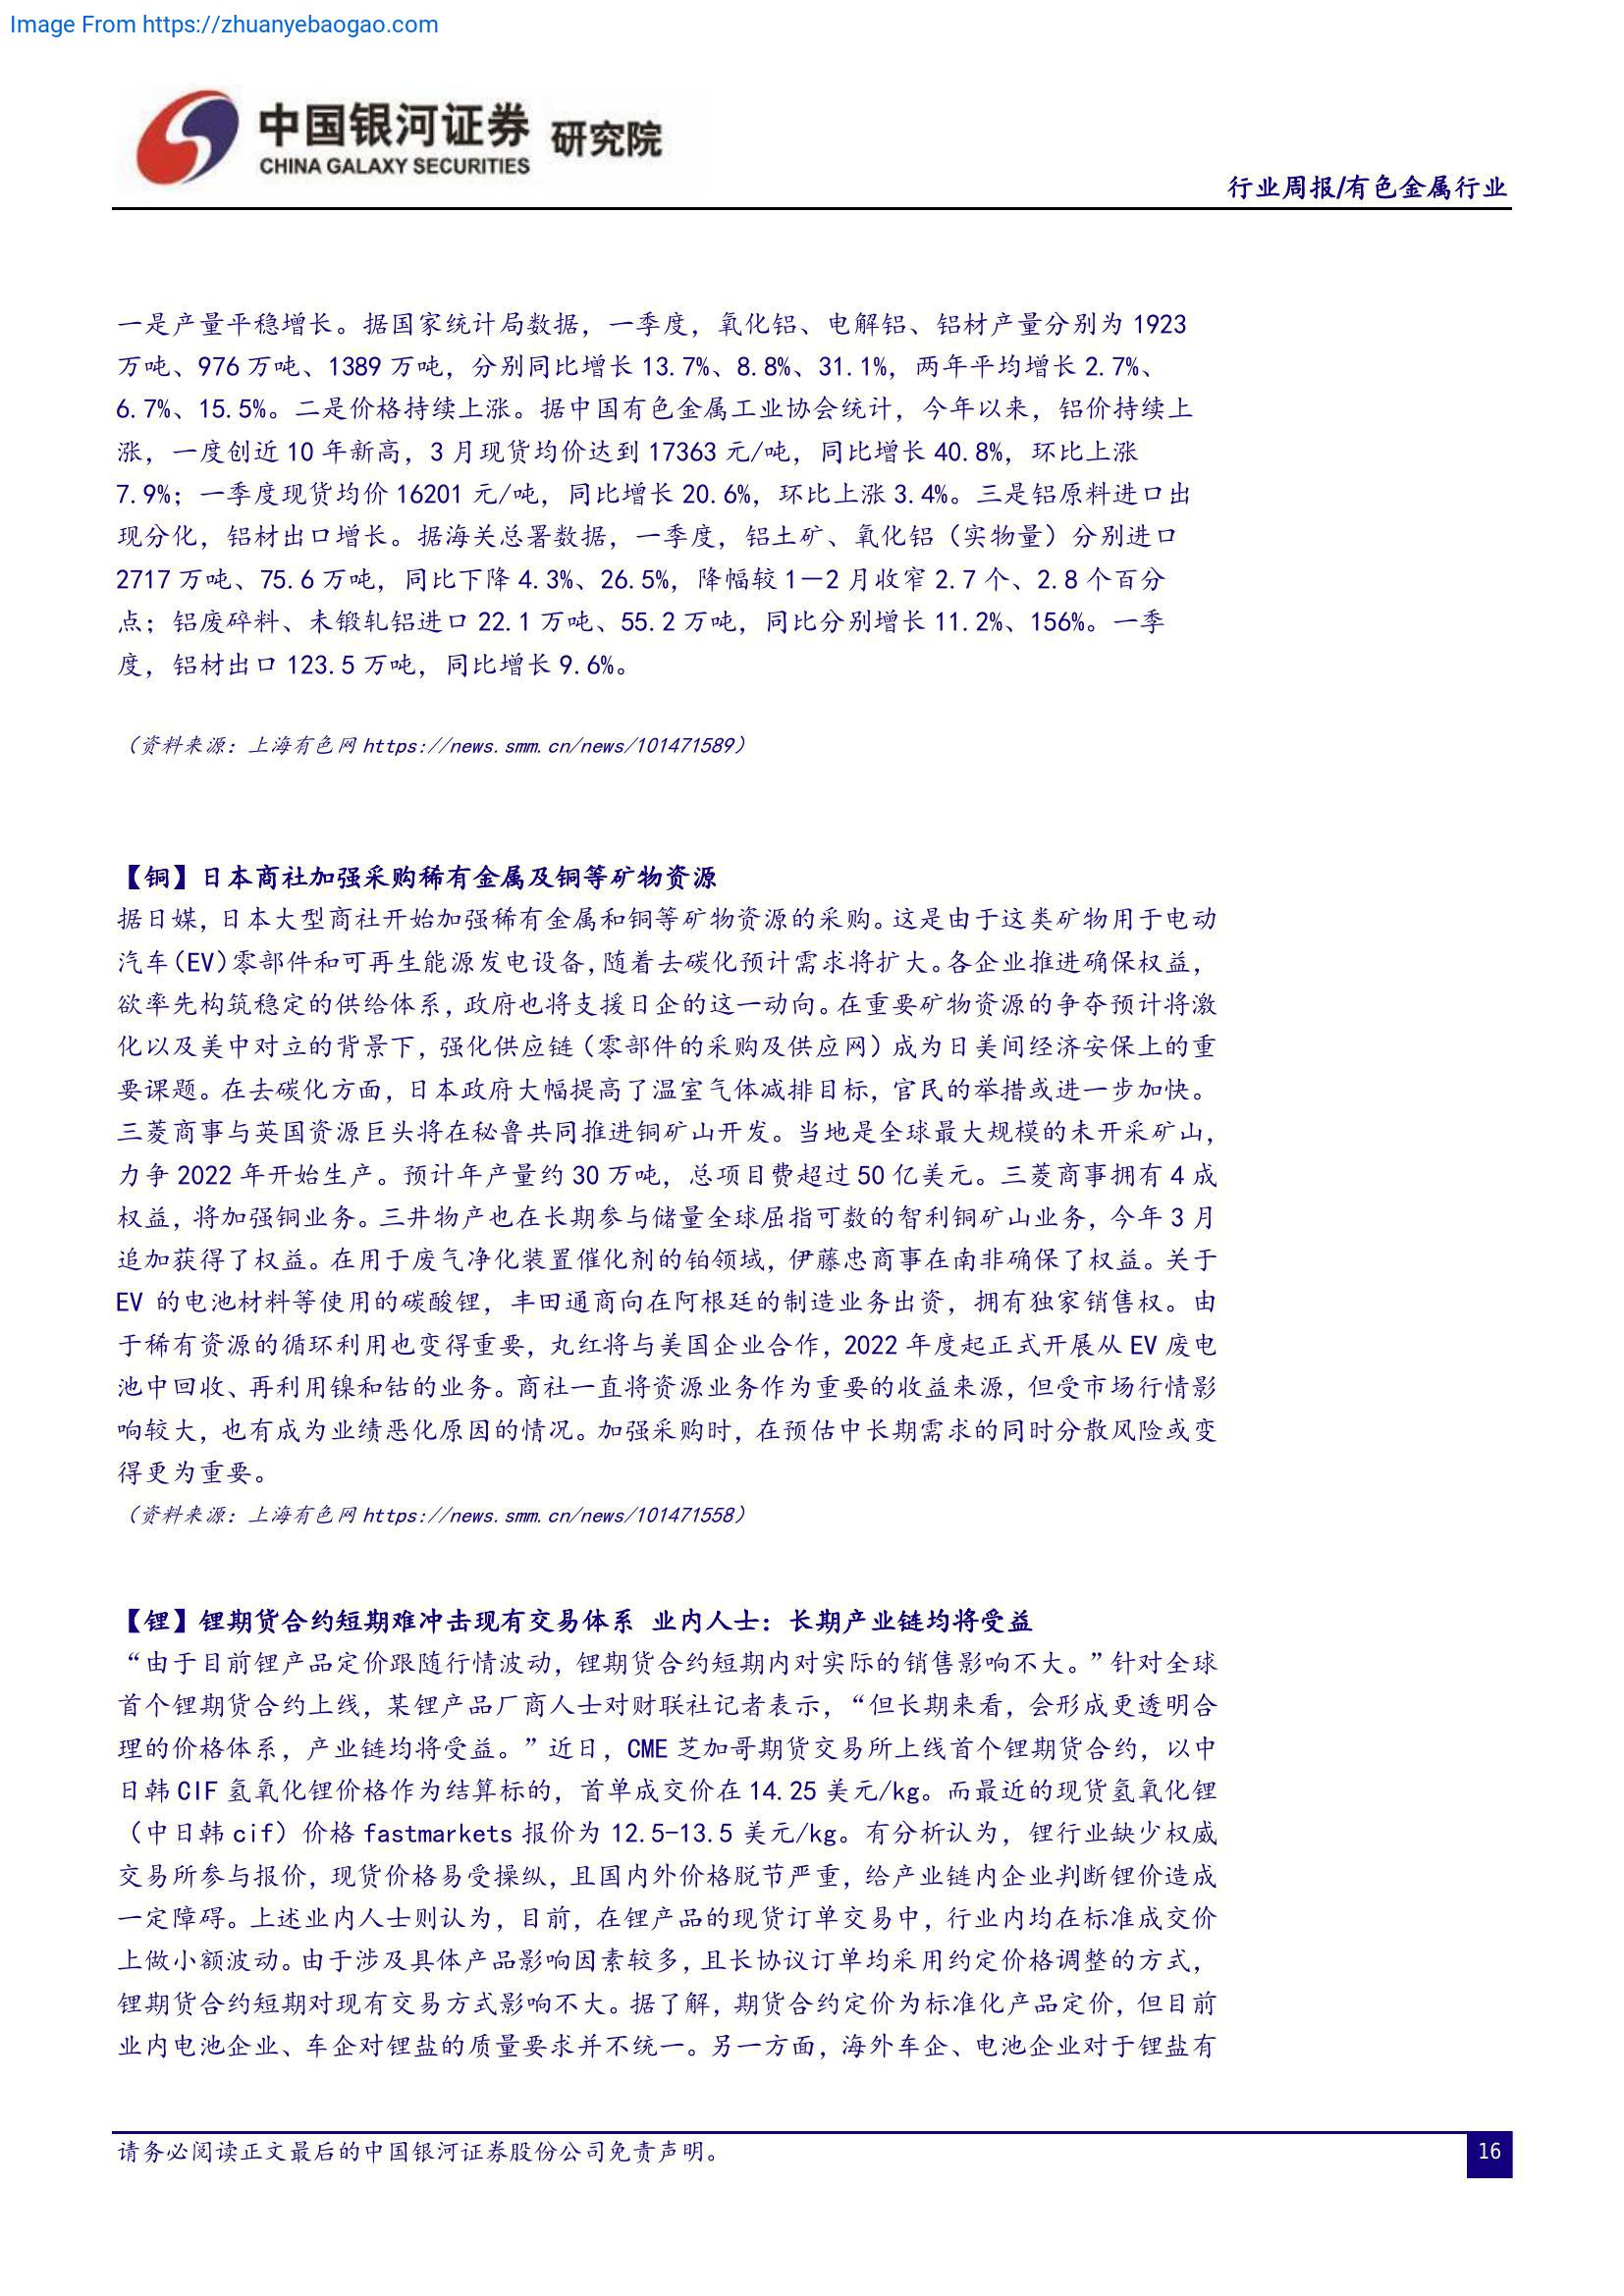 Image From https://zhuanyebaogao.com
中国银河证券 研究院
CHINA GALAXY SECURITIES
行业周报/有色金属行业
一是产量平稳增长。据国家统计局数据，一季度，氧化铝、电解铝、铝材产量分别为 1923
万吨、976 万吨、1389 万吨，分别同比增长 13.7%、8.8%、31.1%，两年平均增长 2.7%、
6.7%、15.5%。二是价格持续上涨。据中国有色金属工业协会统计，今年以来，铝价持续上
涨，一度创近 10 年新高，3 月现货均价达到 17363 元/吨，同比增长 40.8%，环比上涨
7.9%；一季度现货均价 16201 元/吨，同比增长 20.6%，环比上涨 3.4%。三是铝原料进口出
现分化，铝材出口增长。据海关总署数据，一季度，铝土矿、氧化铝（实物量）分别进口
2717 万吨、75.6 万吨，同比下降 4.3%、26.5%，降幅较 1－2 月收窄 2.7 个、2.8 个百分
点；铝废碎料、未锻轧铝进口 22.1 万吨、55.2 万吨，同比分别增长 11.2%、156%。一季
度，铝材出口 123.5 万吨，同比增长 9.6%。
（资料来源：上海有色网 https://news.smm.cn/news/101471589）
【铜】日本商社加强采购稀有金属及铜等矿物资源
据日媒，日本大型商社开始加强稀有金属和铜等矿物资源的采购。这是由于这类矿物用于电动
汽车（EV）零部件和可再生能源发电设备，随着去碳化预计需求将扩大。各企业推进确保权益，
欲率先构筑稳定的供给体系，政府也将支援日企的这一动向。在重要矿物资源的争夺预计将激
化以及美中对立的背景下，强化供应链（零部件的采购及供应网）成为日美间经济安保上的重
要课题。在去碳化方面，日本政府大幅提高了温室气体减排目标，官民的举措或进一步加快。
三菱商事与英国资源巨头将在秘鲁共同推进铜矿山开发。当地是全球最大规模的未开采矿山，
力争 2022 年开始生产。预计年产量约 30 万吨，总项目费超过 50 亿美元。三菱商事拥有 4 成
权益，将加强铜业务。三井物产也在长期参与储量全球屈指可数的智利铜矿山业务，今年 3 月
追加获得了权益。在用于废气净化装置催化剂的铂领域，伊藤忠商事在南非确保了权益。关于
EV 的电池材料等使用的碳酸锂，丰田通商向在阿根廷的制造业务出资，拥有独家销售权。由
于稀有资源的循环利用也变得重要，丸红将与美国企业合作，2022 年度起正式开展从 EV 废电
池中回收、再利用镍和钴的业务。商社一直将资源业务作为重要的收益来源，但受市场行情影
响较大，也有成为业绩恶化原因的情况。加强采购时，在预估中长期需求的同时分散风险或变
得更为重要。
（资料来源：上海有色网 https://news.smm.cn/news/101471558）
【锂】锂期货合约短期难冲击现有交易体系 业内人士：长期产业链均将受益
“由于目前锂产品定价跟随行情波动，锂期货合约短期内对实际的销售影响不大。”针对全球
首个锂期货合约上线，某锂产品厂商人士对财联社记者表示，“但长期来看，会形成更透明合
理的价格体系，产业链均将受益。”近日，CME 芝加哥期货交易所上线首个锂期货合约，以中
日韩 CIF 氢氧化锂价格作为结算标的，首单成交价在 14.25 美元/kg。而最近的现货氢氧化锂
（中日韩 cif）价格 fastmarkets 报价为 12.5-13.5 美元/kg。有分析认为，锂行业缺少权威
交易所参与报价，现货价格易受操纵，且国内外价格脱节严重，给产业链内企业判断锂价造成
一定障碍。上述业内人士则认为，目前，在锂产品的现货订单交易中，行业内均在标准成交价
上做小额波动。由于涉及具体产品影响因素较多，且长协议订单均采用约定价格调整的方式，
锂期货合约短期对现有交易方式影响不大。据了解，期货合约定价为标准化产品定价，但目前
业内电池企业、车企对锂盐的质量要求并不统一。另一方面，海外车企、电池企业对于锂盐有
请务必阅读正文最后的中国银河证券股份公司免责声明。
16